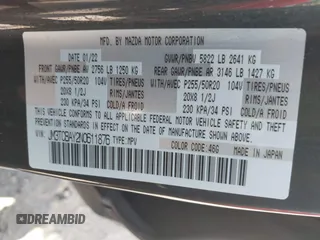 MFD. BY MAZDA MOTOR CORPORATION
DATE 01/22 GVWR/PNBV 5822 LB 2641 KG
FRONT GAWR/PNBE AV 2756 LB 1250 KG REAR GAWR/PNBE AR 3146 LB 1427 KG
WITH/AVEC P255/50R20 104V TIRES/PNEUS WITH/AVEC P255/50R20 104V TIRES/PNEUS
20X8 1/2J RIMS/JANTES 20X8 1/2J RIMS/JANTES
230 KPA/34 PSI COLD/A FROID 230 KPA/34 PSI COLD/A FROID
THIS VEHICLE CONFORMS TO ALL APPLICABLE FEDERAL MOTOR VEHICLE SAFETY, BUMPER, AND THEFT PREVENTION STANDARDS IN EFFECT ON THE DATE OF MANUFACTURE SHOWN ABOVE.
VIN: TYPE: MPV COLOR CODE: 46G
MADE IN JAPAN
DREAMBID